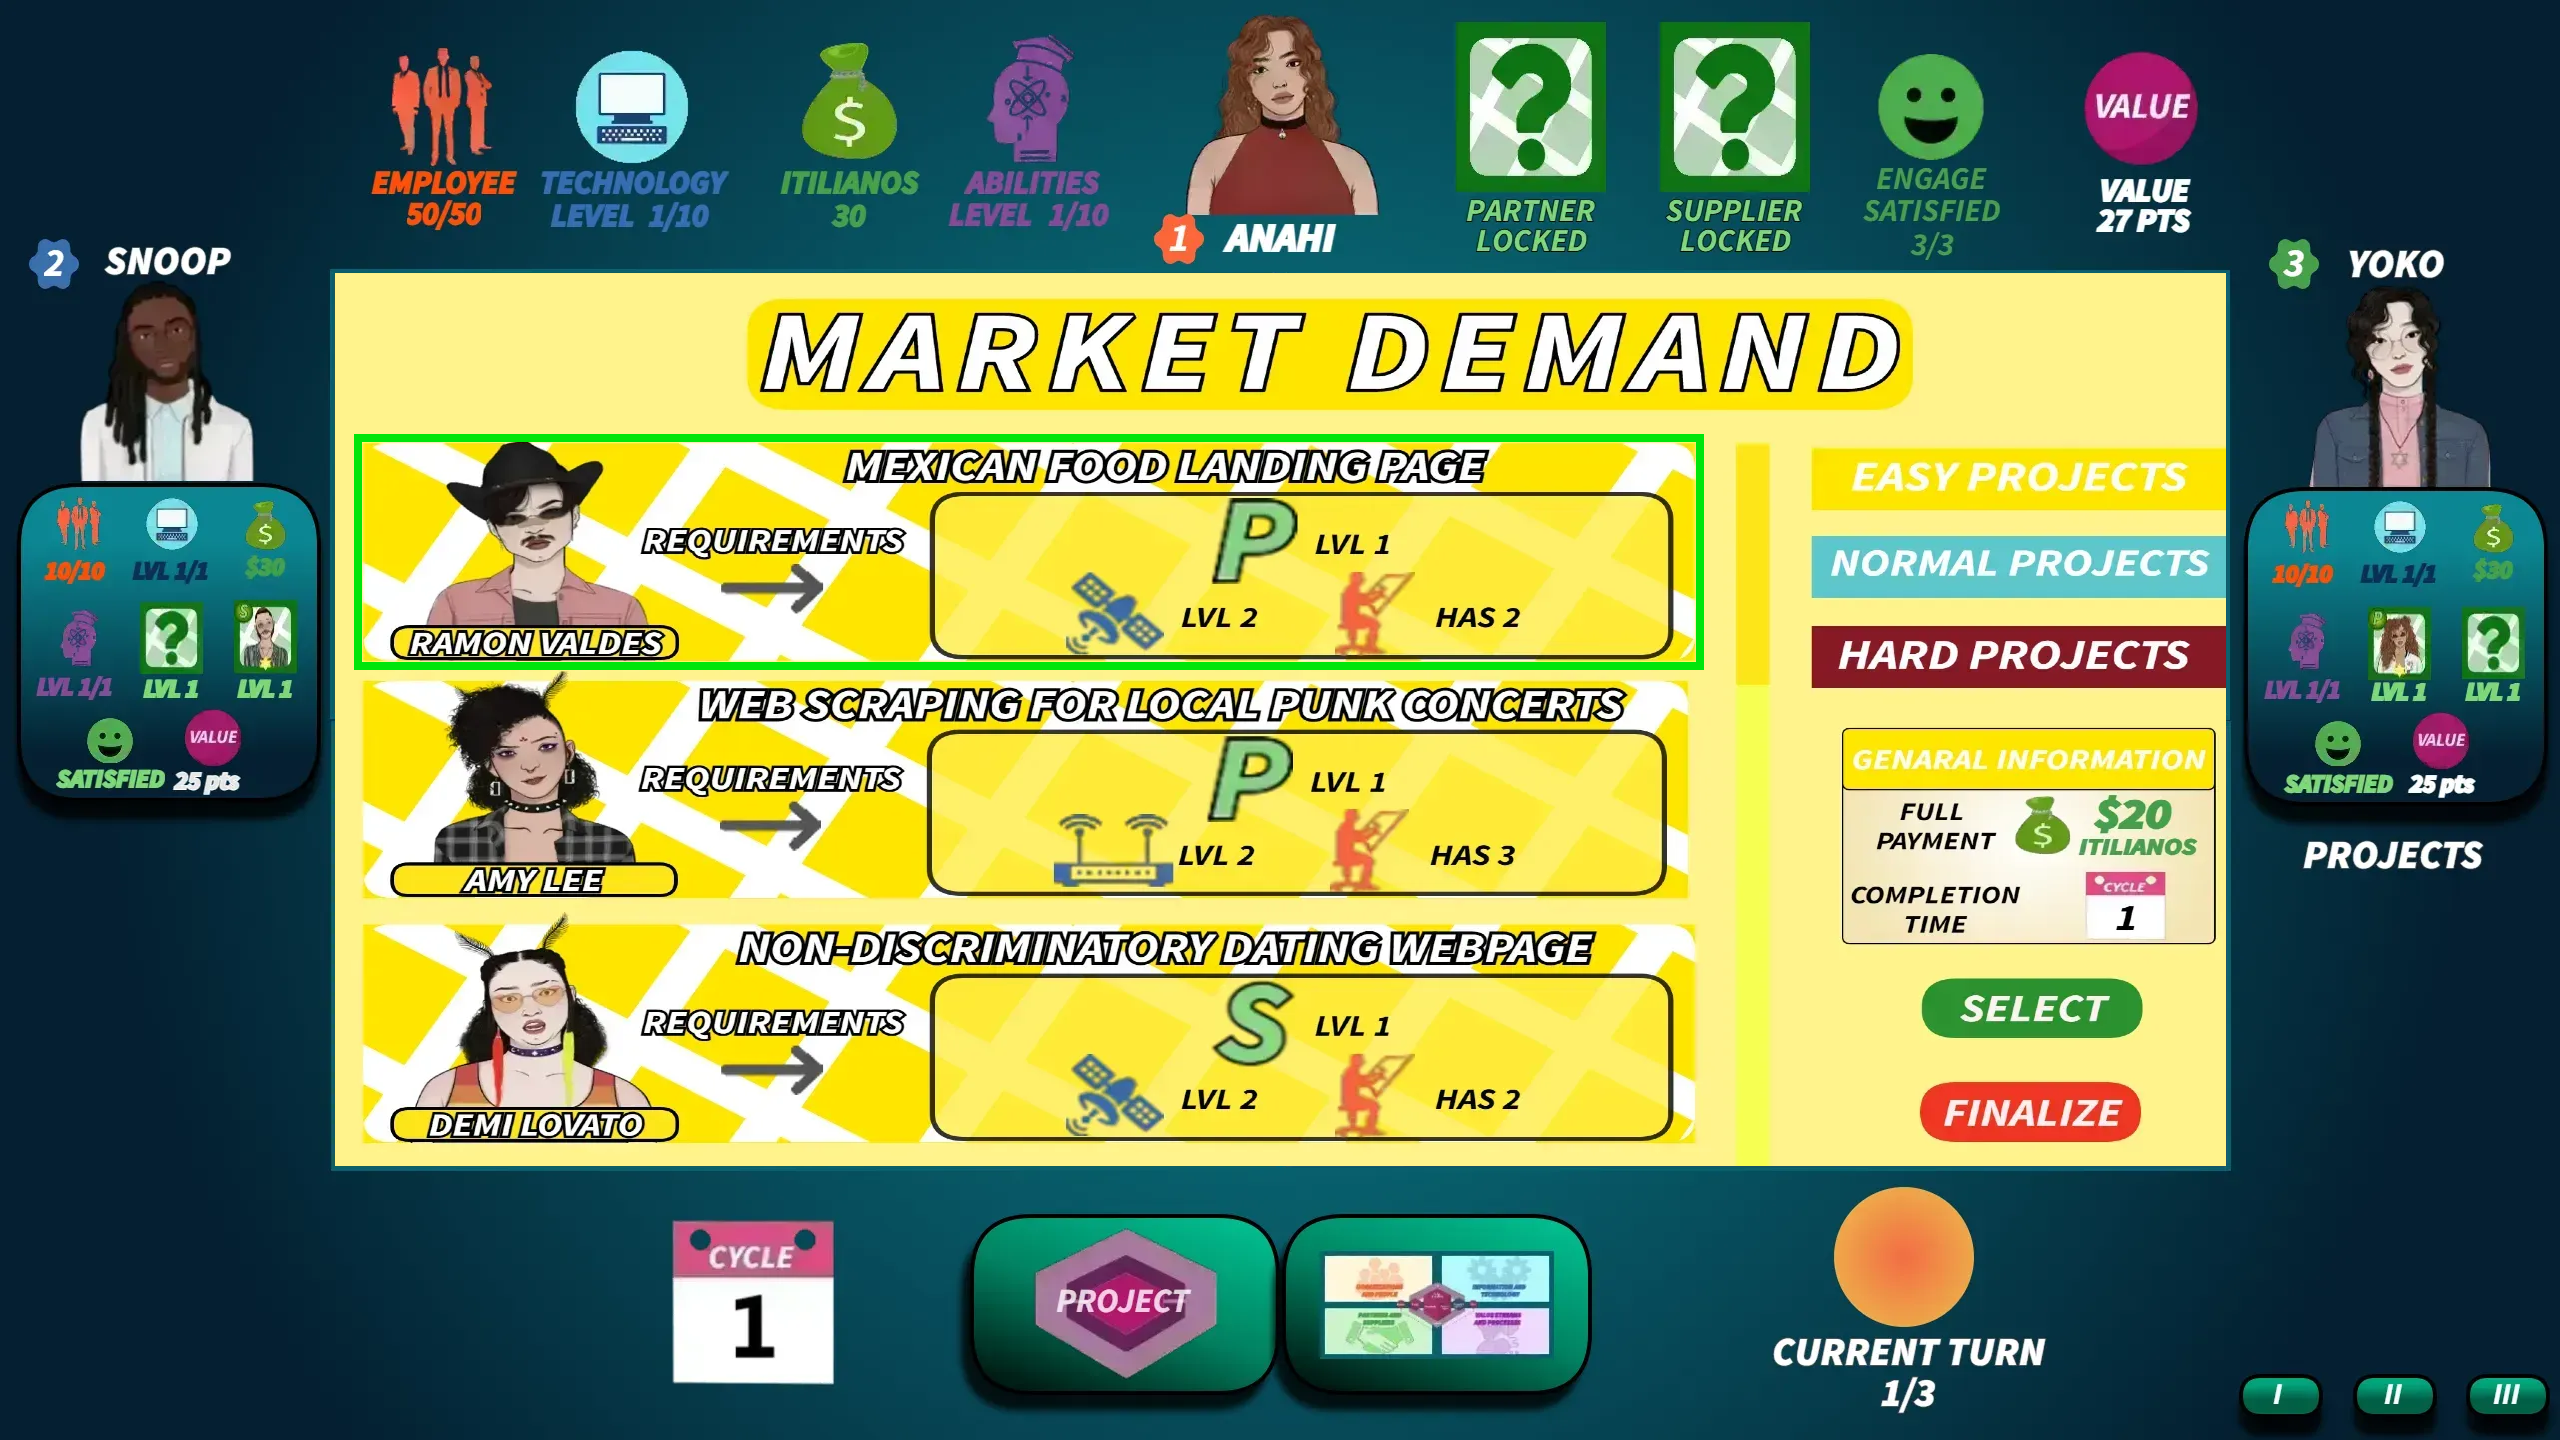 EMPLOYEE
50/50
TECHNOLOGY
LEVEL 1/10
$
ITILIANOS
30
ABILITIES
LEVEL 1/10
1 ANAHI
?
PARTNER
LOCKED
?
SUPPLIER
LOCKED
ENGAGE
SATISFIED
3/3
VALUE
VALUE
27 PTS
2 SNOOP
10/10
LVL 1/1
$
$30
LVL 1/1
?
LVL 1
S
LVL 1
SATISFIED
VALUE
25 pts
3 YOKO
10/10
LVL 1/1
$
$30
LVL 1/1
LVL 1
?
LVL 1
SATISFIED
VALUE
25 pts
PROJECTS
MARKET DEMAND
MEXICAN FOOD LANDING PAGE
REQUIREMENTS
P LVL 1
LVL 2
HAS 2
RAMON VALDES
WEB SCRAPING FOR LOCAL PUNK CONCERTS
REQUIREMENTS
P LVL 1
LVL 2
HAS 3
AMY LEE
NON-DISCRIMINATORY DATING WEBPAGE
REQUIREMENTS
S LVL 1
LVL 2
HAS 2
DEMI LOVATO
EASY PROJECTS
NORMAL PROJECTS
HARD PROJECTS
GENARAL INFORMATION
FULL
PAYMENT
$
$20
ITILIANOS
COMPLETION
TIME
CYCLE
1
SELECT
FINALIZE
CYCLE
1
PROJECT
CURRENT TURN
1/3
I
II
III